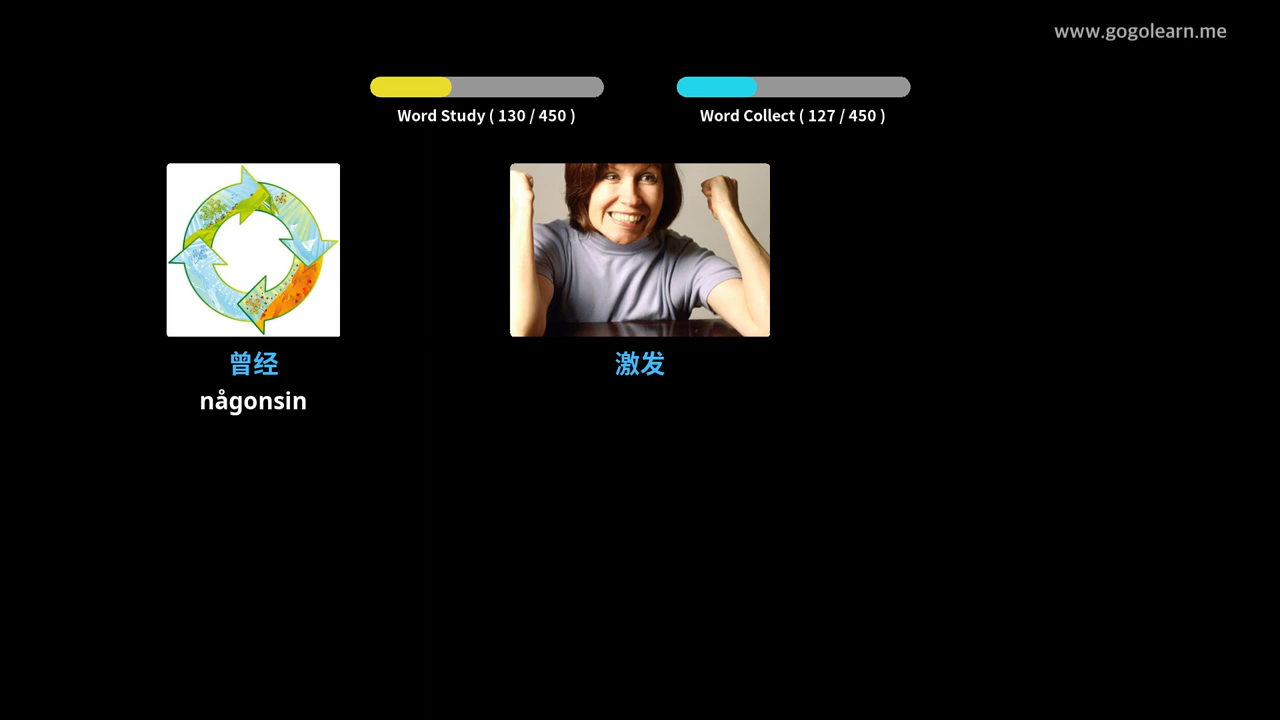 www.gogolearn.me
Word Study ( 130 / 450 )
Word Collect ( 127 / 450 )
曾经
någonsin
激发